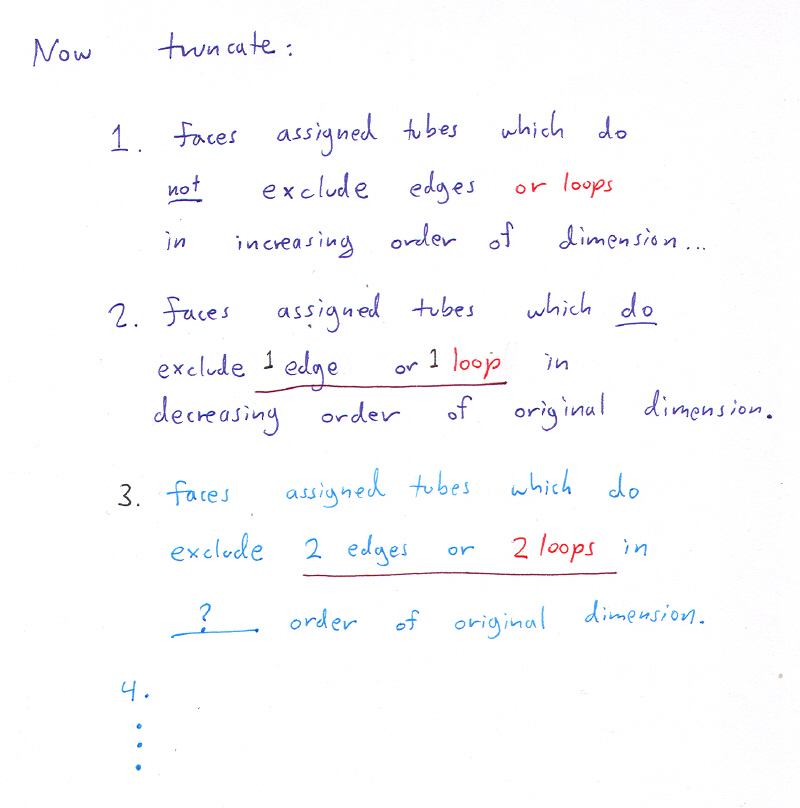 Now truncate:
1. faces assigned tubes which do
not exclude edges or loops
in increasing order of dimension...
2. faces assigned tubes which do
exclude 1 edge or 1 loop in
decreasing order of original dimension.
3. faces assigned tubes which do
exclude 2 edges or 2 loops in
? order of original dimension.
4.
⋮